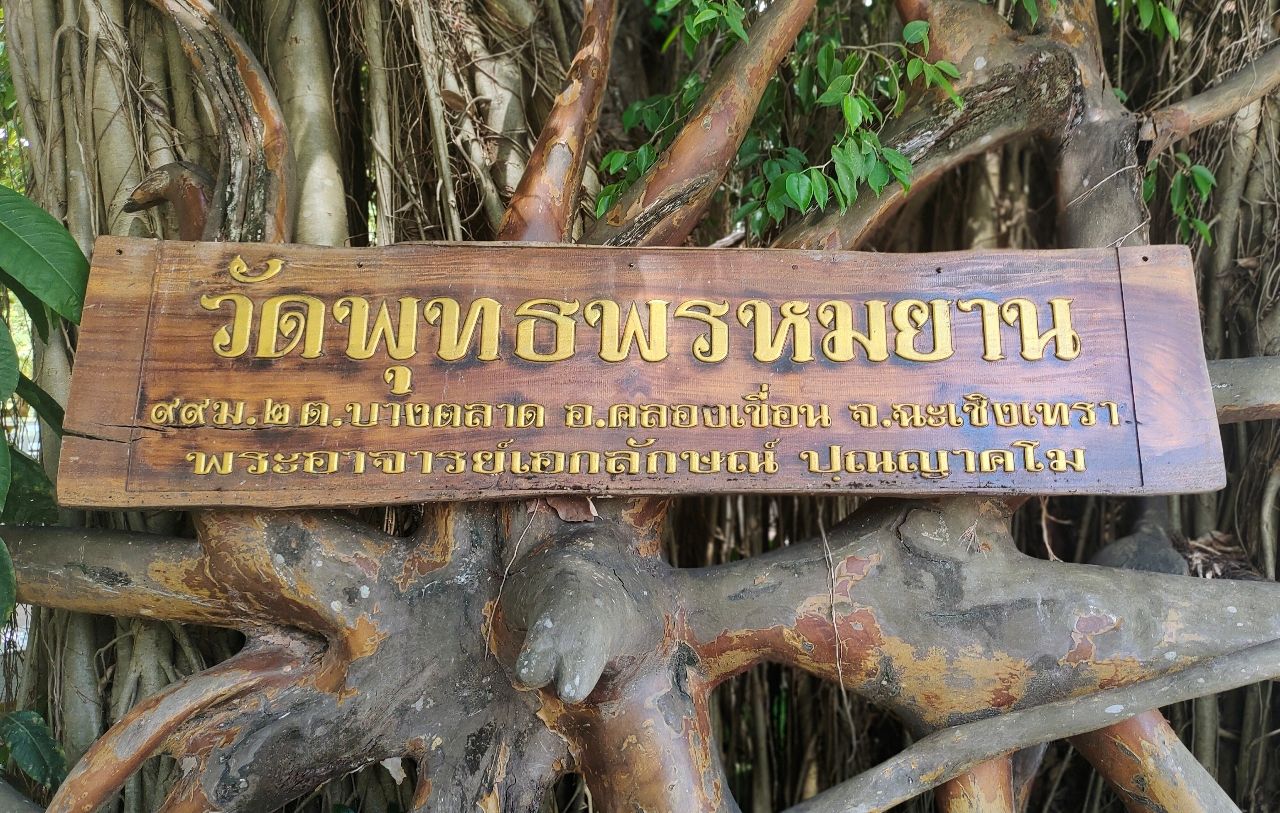 วัดพุทธพรหมยาน
๙๙ม.๒ ต.บางตลาด อ.คลองเขื่อน จ.ฉะเชิงเทรา
พระอาจารย์เอกลักษณ์ ปุณญาคโม